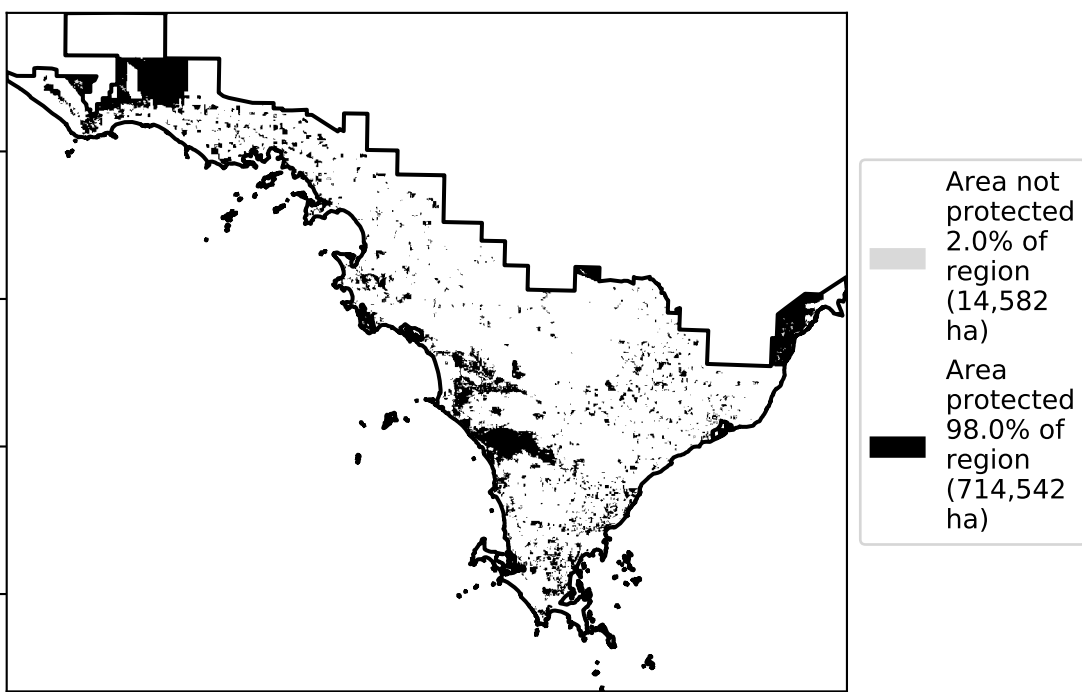 Area not
protected
2.0% of
region
(14,582
ha)
Area
protected
98.0% of
region
(714,542
ha)